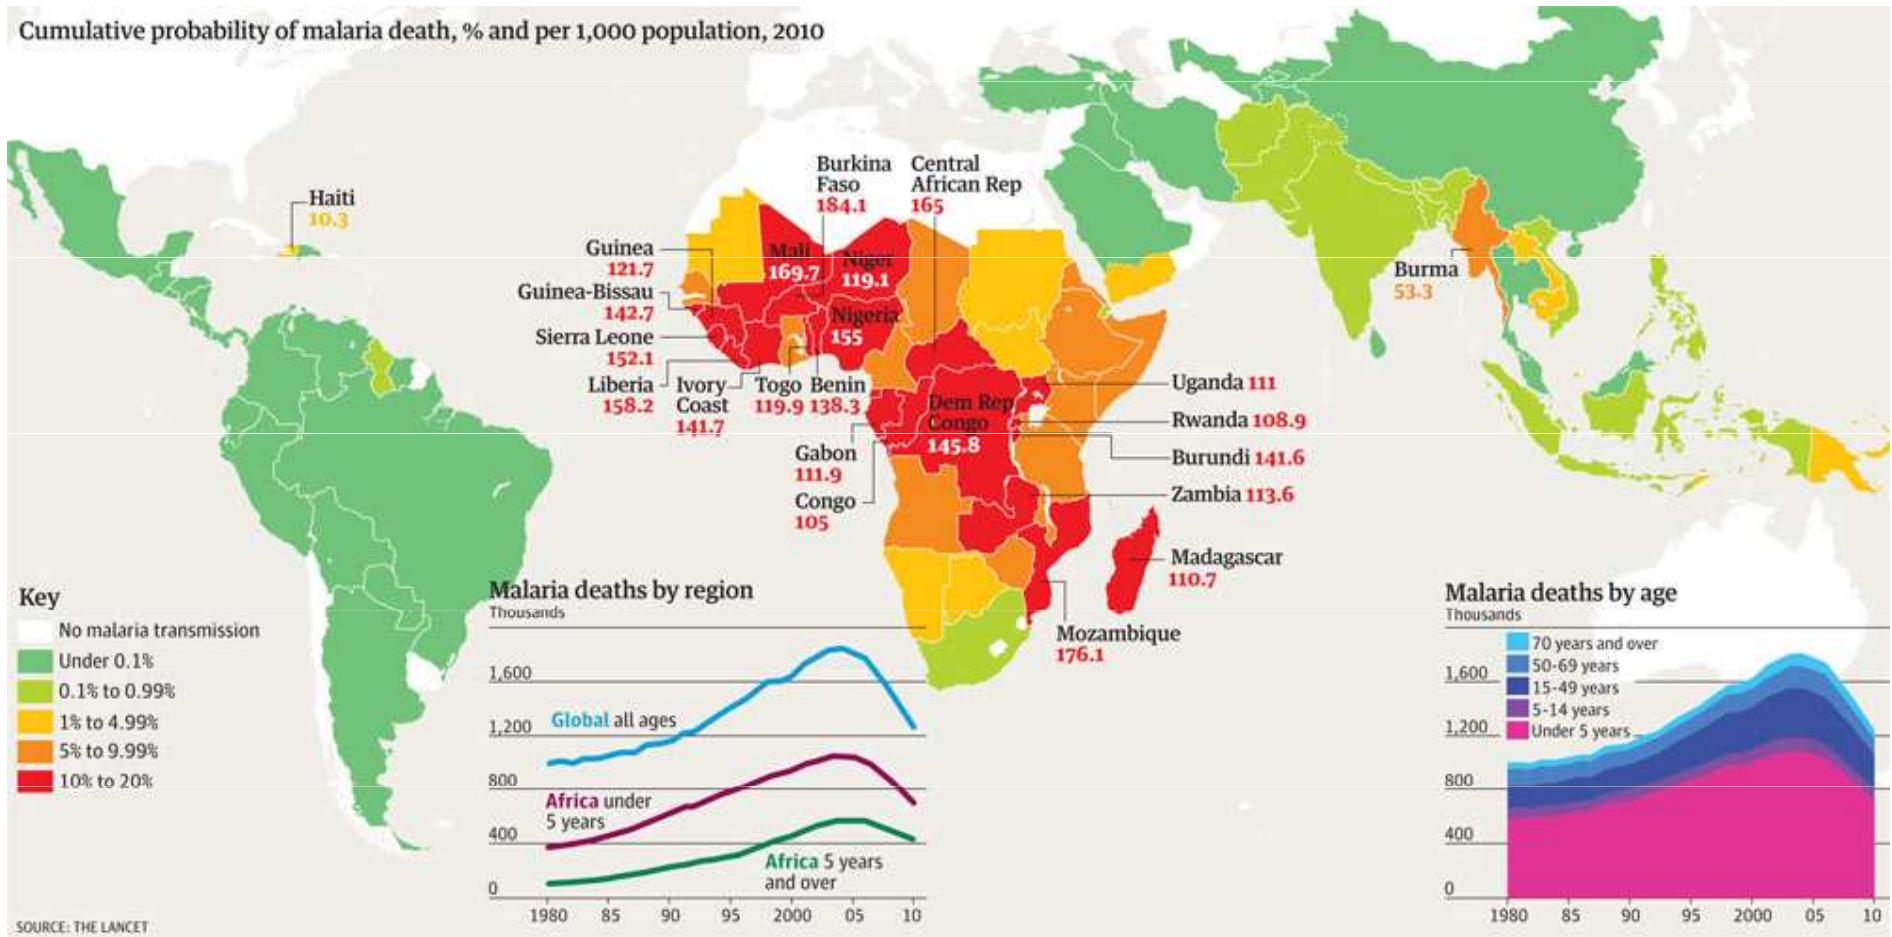 Cumulative probability of malaria death, % and per 1,000 population, 2010
Haiti
10.3
Burkina
Faso
184.1
Central
African Rep
165
Guinea
121.7
Mali
169.7
Niger
119.1
Guinea-Bissau
142.7
Nigeria
155
Sierra Leone
152.1
Liberia
158.2
Ivory
Coast
141.7
Togo
119.9
Benin
138.3
Dem Rep
Congo
145.8
Gabon
111.9
Congo
105
Uganda 111
Rwanda 108.9
Burundi 141.6
Zambia 113.6
Madagascar
110.7
Mozambique
176.1
Burma
53.3
Key
No malaria transmission
Under 0.1%
0.1% to 0.99%
1% to 4.99%
5% to 9.99%
10% to 20%
SOURCE: THE LANCET
Malaria deaths by region
Thousands
1,600
1,200
800
400
0
Global all ages
Africa under
5 years
Africa 5 years
and over
1980 85 90 95 2000 05 10
Malaria deaths by age
Thousands
70 years and over
50-69 years
15-49 years
5-14 years
Under 5 years
1,600
1,200
800
400
0
1980 85 90 95 2000 05 10